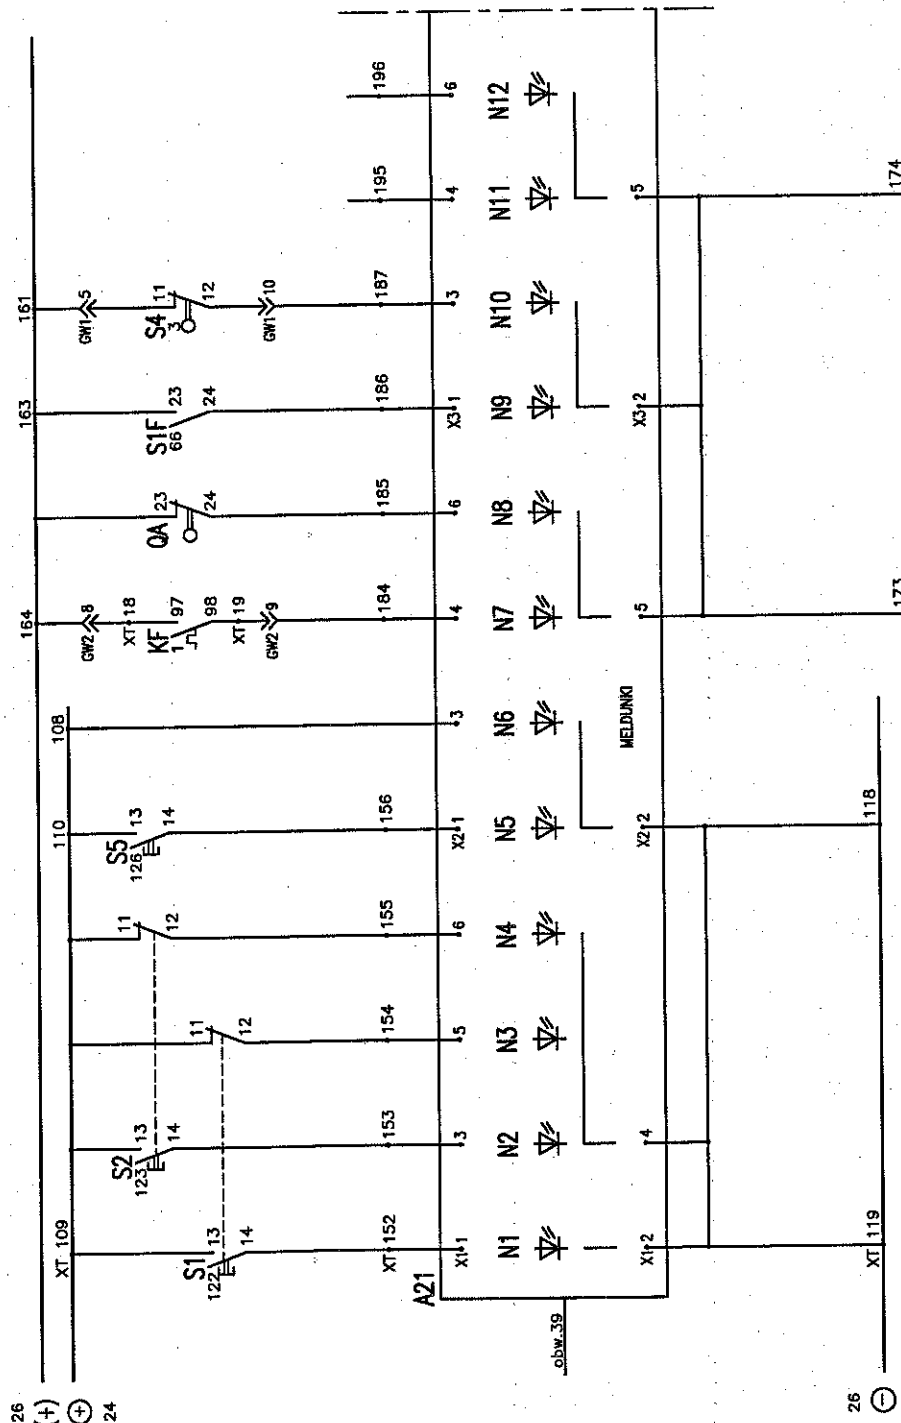 26
(+)
24
XT 109
110
108
164
163
161
S1
122
13
14
S2
123
13
14
11
12
11
12
S5
126
13
14
GW2 8
XT 18
KF
1
97
98
XT 19
GW2 9
QA
23
24
S1F
66
23
24
GW1 5
S4
3
11
12
GW1 10
XT 152
153
154
155
156
184
185
186
187
195
196
A21
X1 1
3
5
6
X2 1
3
4
6
X3 1
3
4
6
N1
N2
N3
N4
N5
N6
N7
N8
N9
N10
N11
N12
MELDUNKI
X1 2
4
X2 2
5
X3 2
5
obw.39
XT 119
118
173
174
26